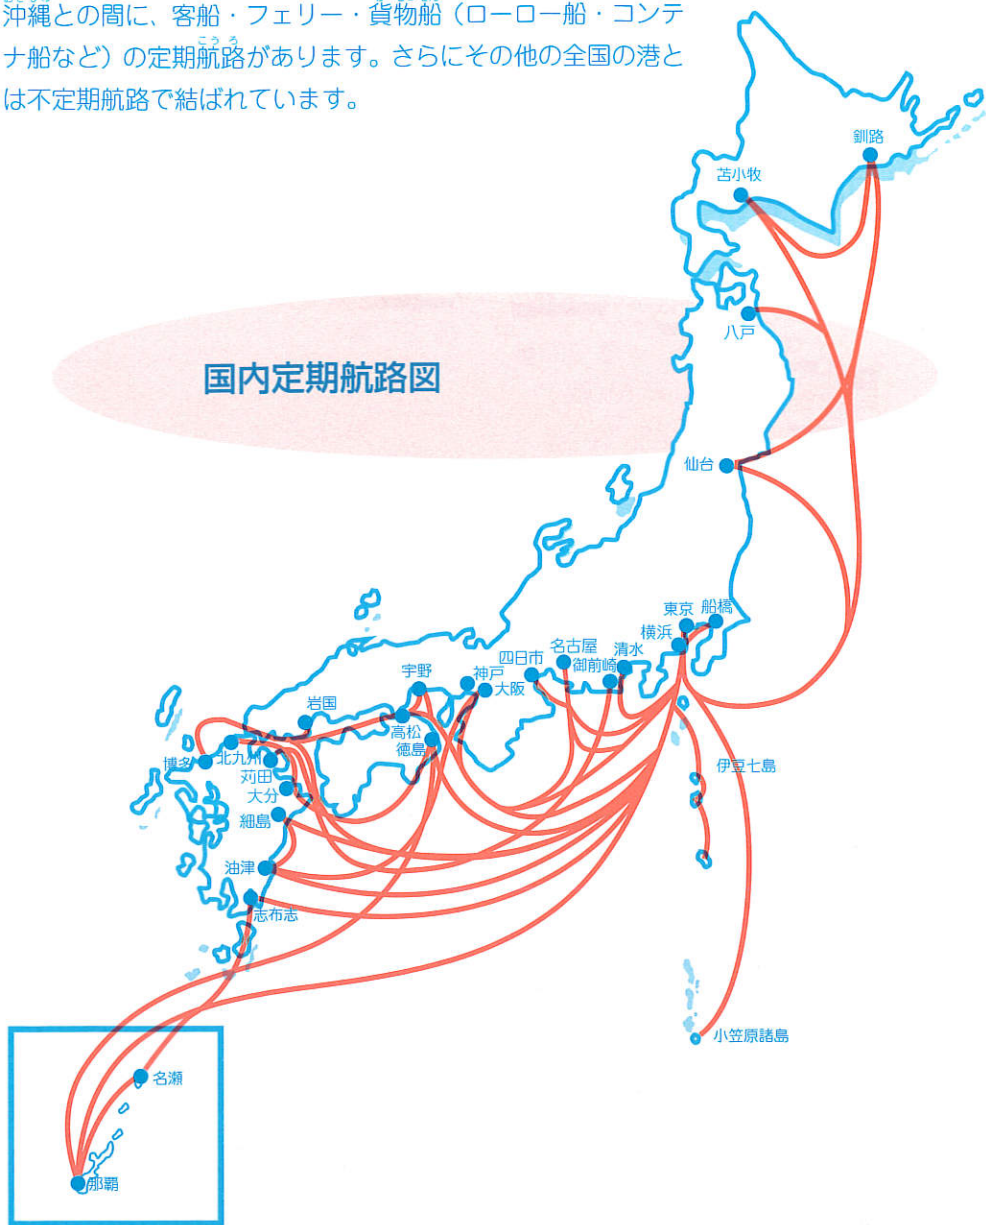 沖縄との間に、客船・フェリー・貨物船（ローロー船・コンテ
こうろ
ナ船など）の定期航路があります。さらにその他の全国の港と
は不定期航路で結ばれています。
釧路
苫小牧
八戸
国内定期航路図
仙台
東京
船橋
横浜
名古屋
清水
四日市
御前崎
宇野
神戸
大阪
岩国
高松
徳島
博多
北九州
苅田
大分
細島
伊豆七島
油津
志布志
小笠原諸島
名瀬
那覇